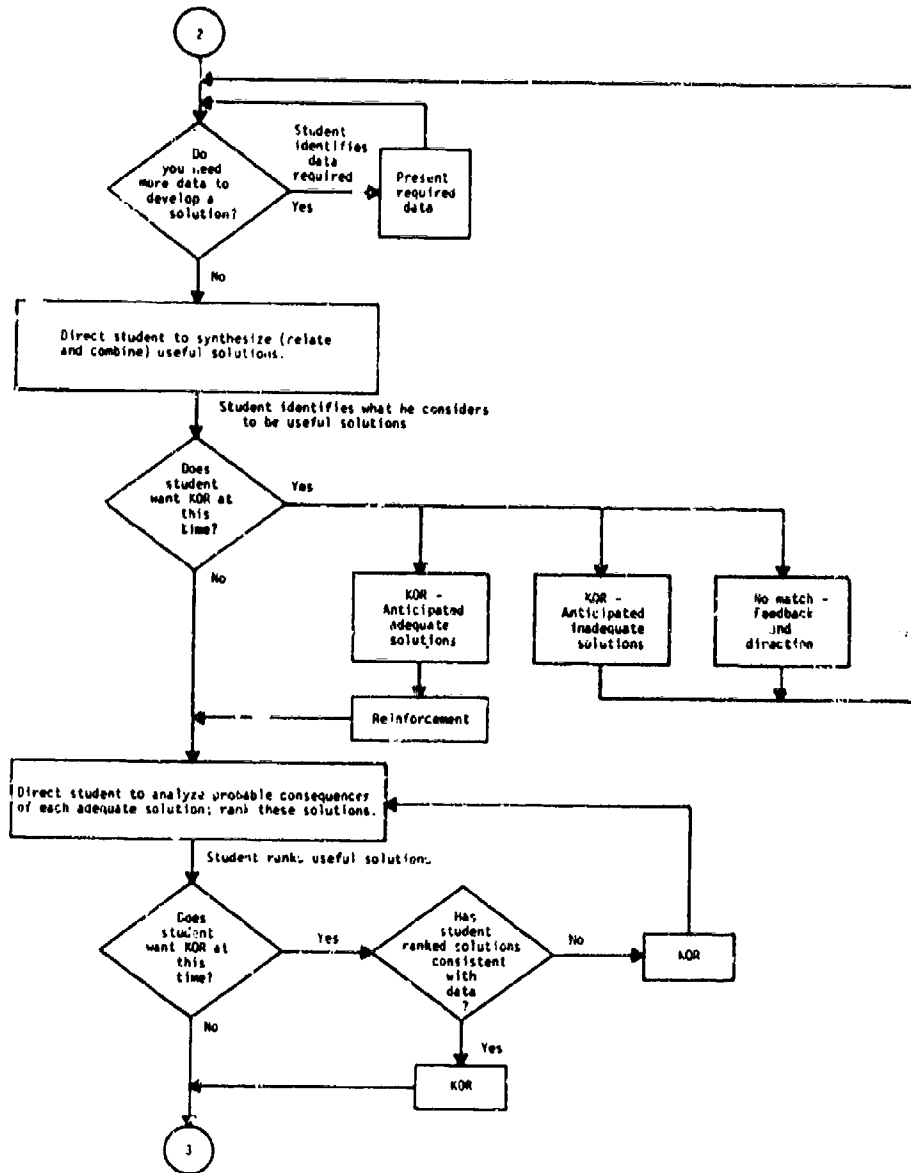 2
Do
you need
more data to
develop a
solution?
Student
identifies
data
required
Yes
Present
required
data
No
Direct student to synthesize (relate
and combine) useful solutions.
Student identifies what he considers
to be useful solutions
Does
student
want KOR at
this
time?
Yes
No
KOR -
Anticipated
adequate
solutions
KOR -
Anticipated
inadequate
solutions
No match -
Feedback
and
direction
Reinforcement
Direct student to analyze probable consequences
of each adequate solution; rank these solutions.
Student ranks useful solutions
Does
student
want KOR at
this
time?
Yes
Has
student
ranked solutions
consistent
with
data
?
No
KOR
No
Yes
KOR
3